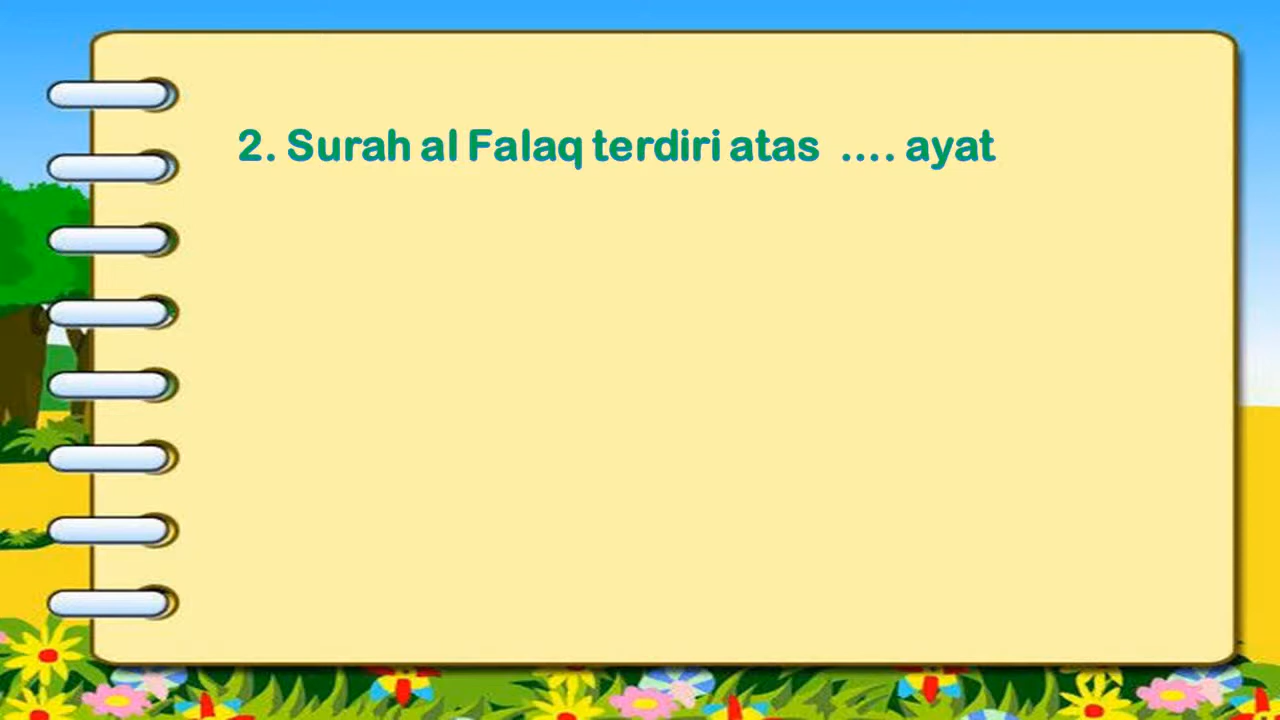 2. Surah al Falaq terdiri atas .... ayat